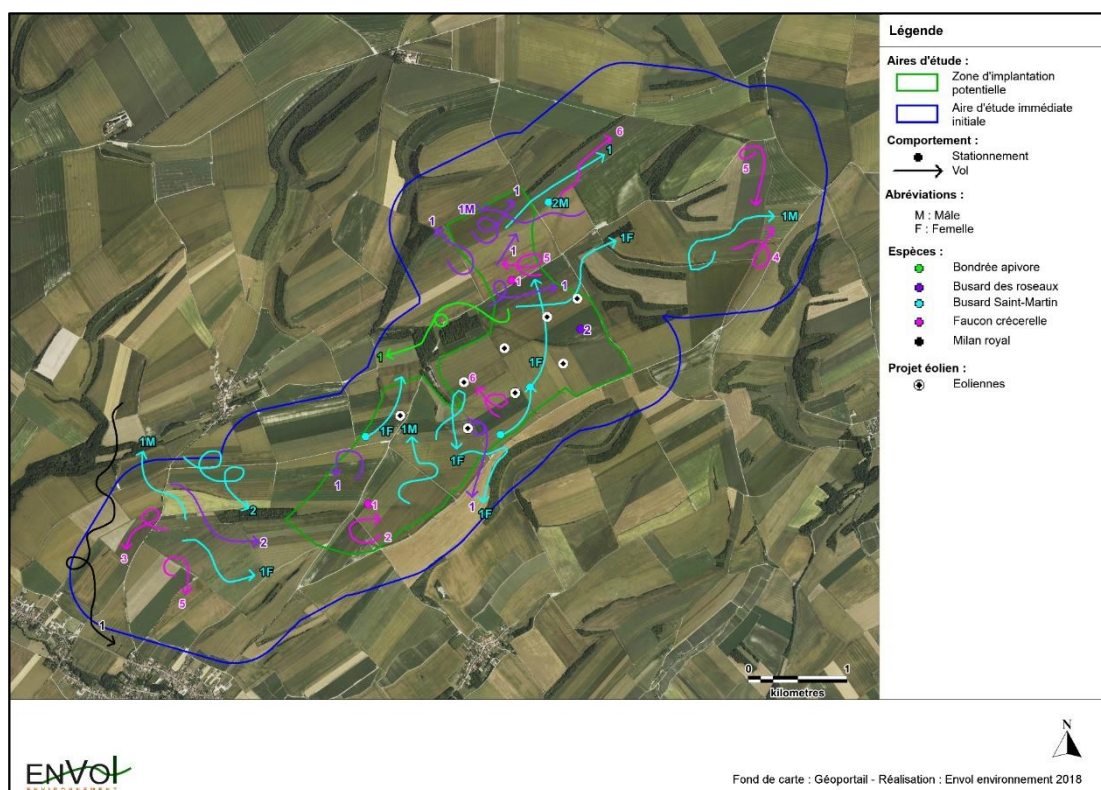 Légende
Aires d'étude :
Zone d'implantation
potentielle
Aire d'étude immédiate
initiale
Comportement :
Stationnement
Vol
Abréviations :
M : Mâle
F : Femelle
Espèces :
Bondrée apivore
Busard des roseaux
Busard Saint-Martin
Faucon crécerelle
Milan royal
Projet éolien :
Eoliennes
6
1
5
1
1M
2M
1
1M
1F
1
5
4
1
1
2
1
1F
6
1F
1M
1M
1F
1
1
1
2
1F
2
2
3
1F
5
1
0
1
kilometres
N
ENVOl
ENVIRONNEMENT
Fond de carte : Géoportail - Réalisation : Envol environnement 2018